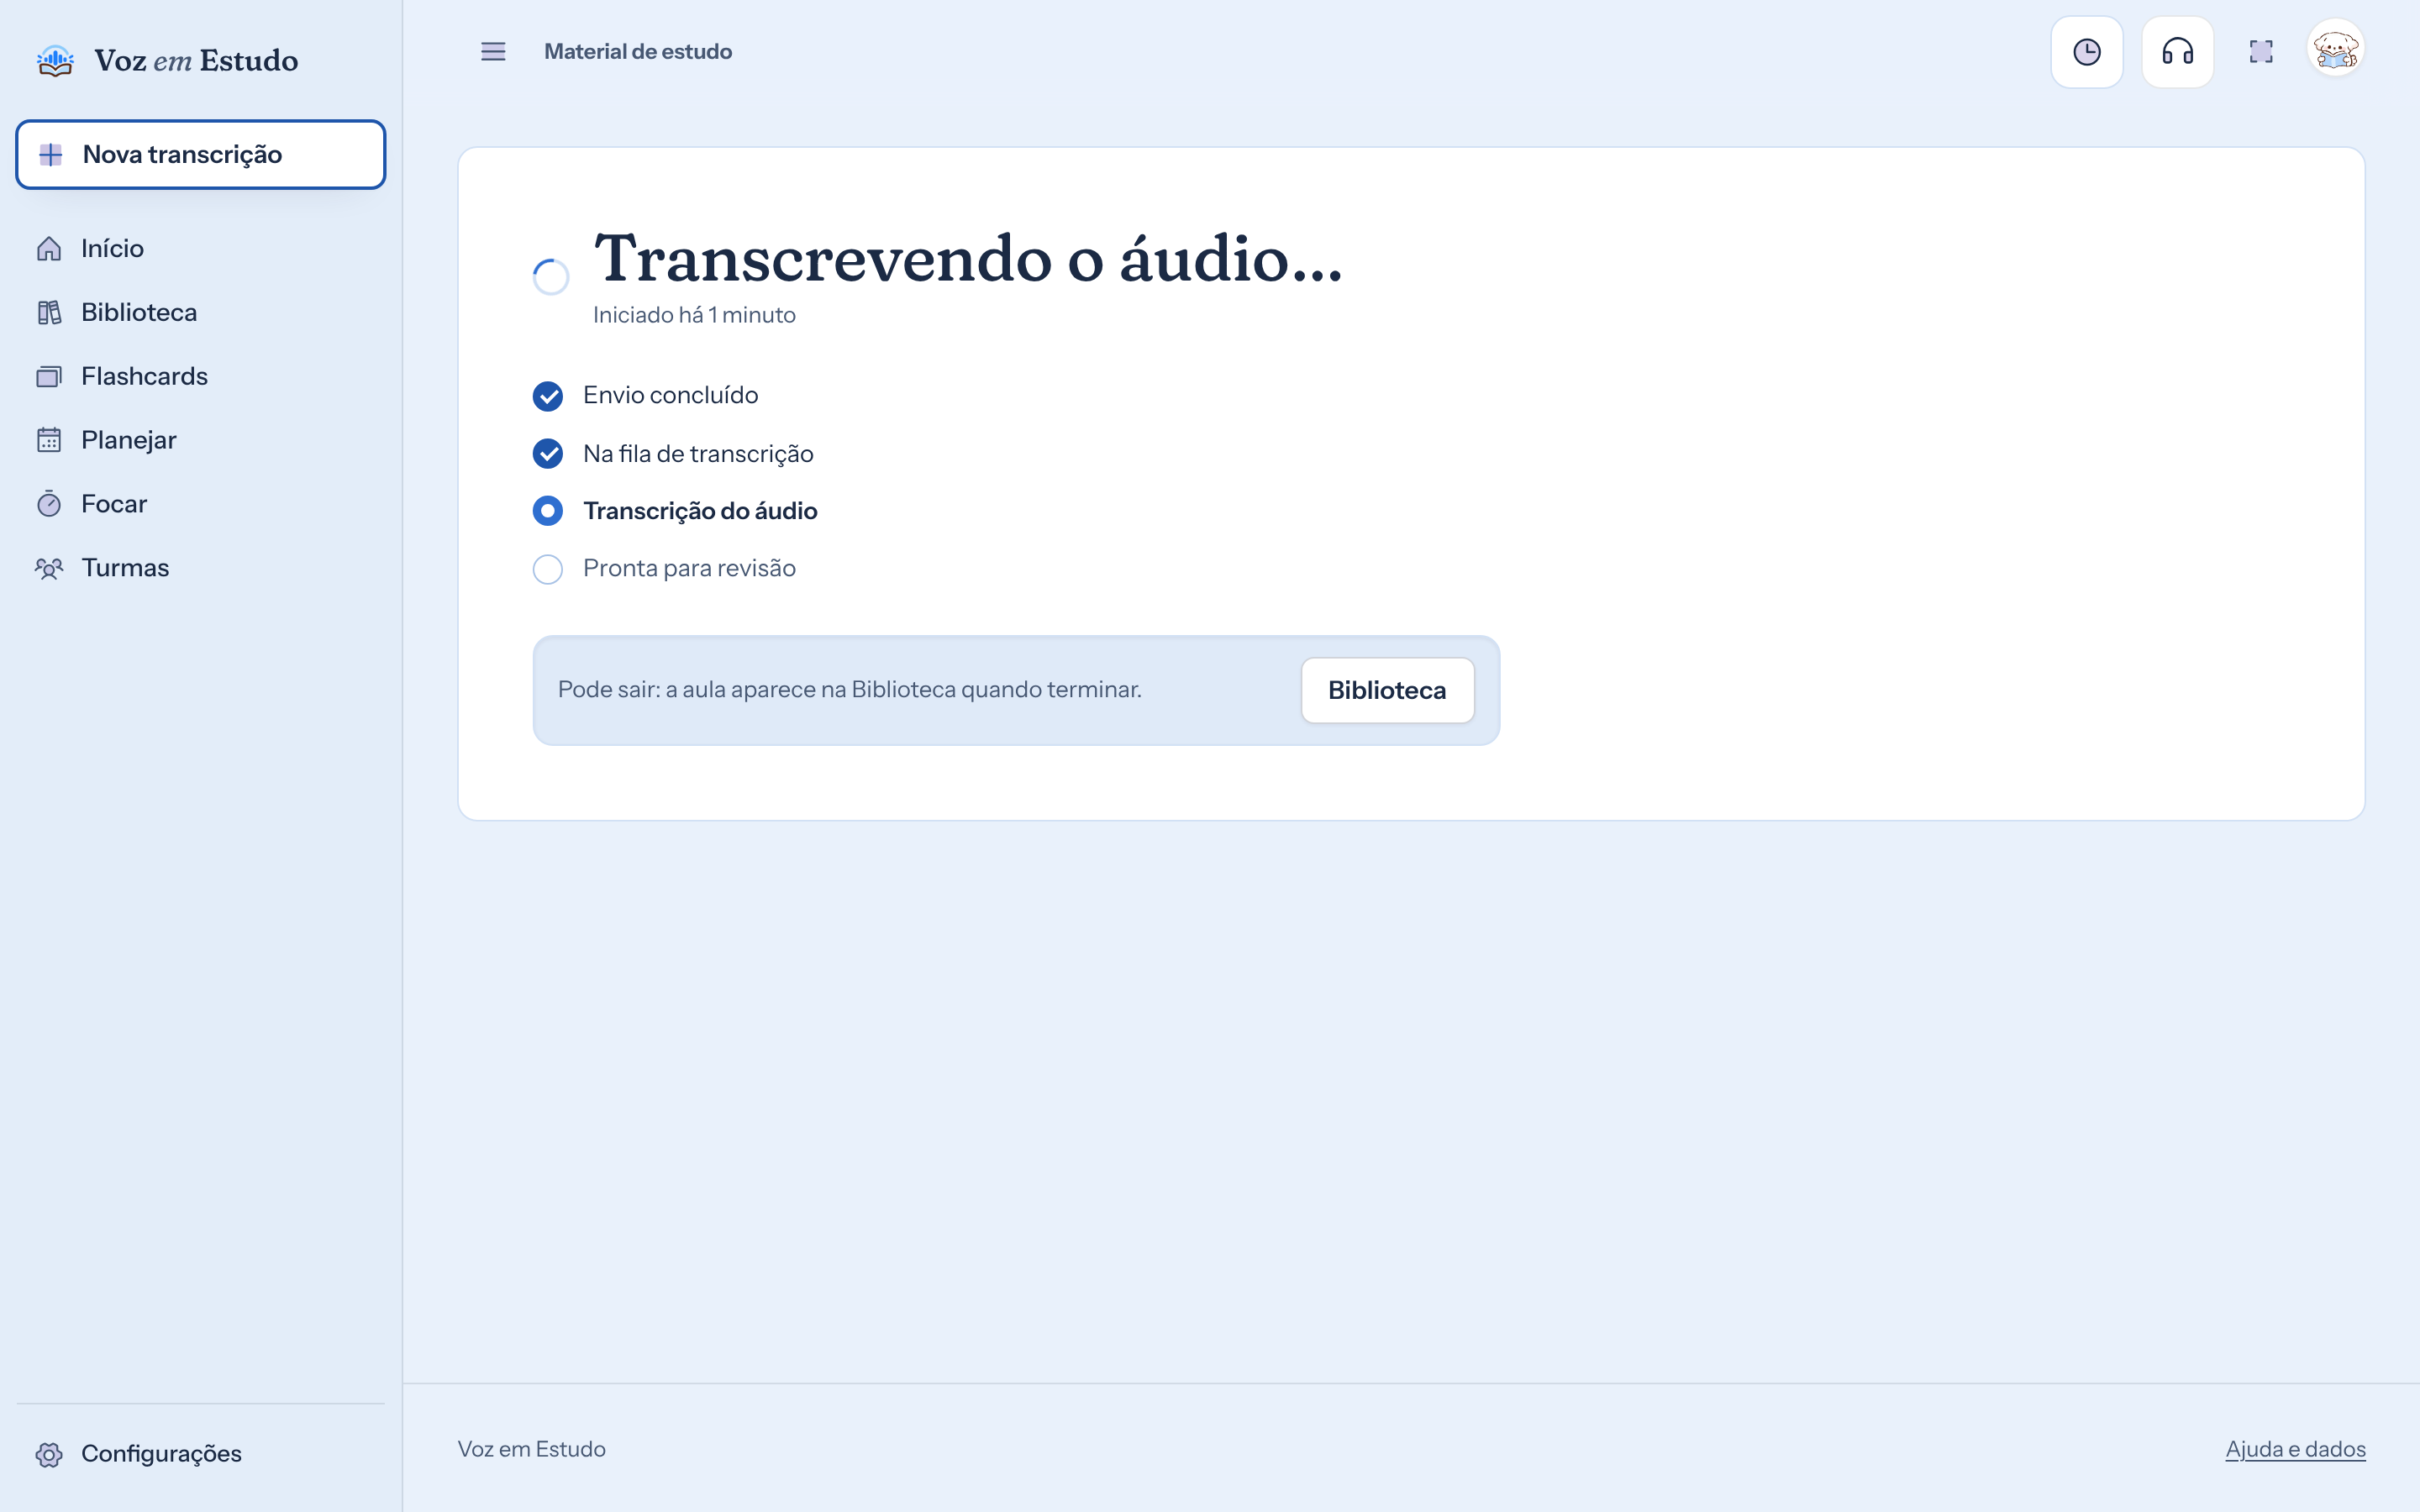 Voz em Estudo
Material de estudo
Nova transcrição
Início
Biblioteca
Flashcards
Planejar
Focar
Turmas
Transcrevendo o áudio...
Iniciado há 1 minuto
Envio concluído
Na fila de transcrição
Transcrição do áudio
Pronta para revisão
Pode sair: a aula aparece na Biblioteca quando terminar.
Biblioteca
Configurações
Voz em Estudo
Ajuda e dados